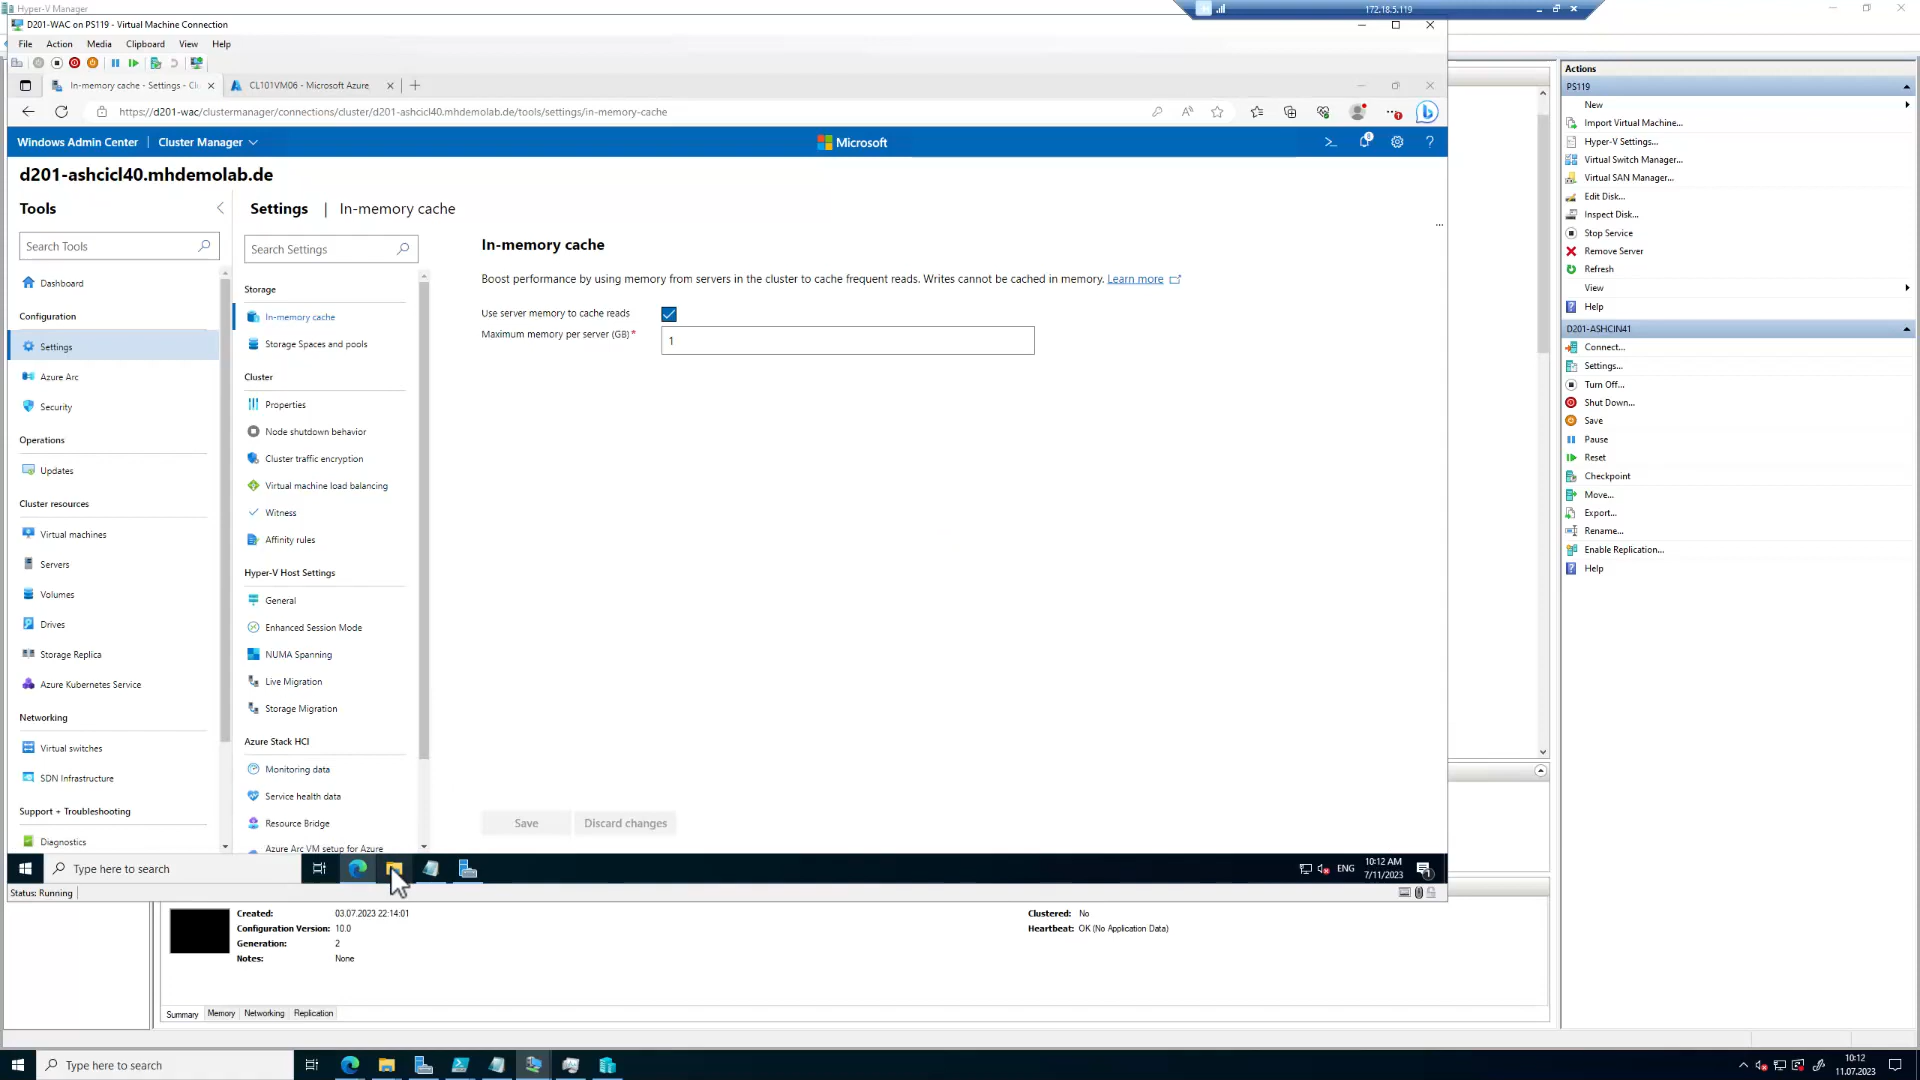 Hyper-V Manager
172.18.5.119
D201-WAC on PS119 - Virtual Machine Connection
File Action Media Clipboard View Help
In-memory cache - Settings - Clu
CL101VM06 - Microsoft Azure
https://d201-wac/clustermanager/connections/cluster/d201-ashcicl40.mhdemolab.de/tools/settings/in-memory-cache
Windows Admin Center | Cluster Manager
Microsoft
d201-ashcicl40.mhdemolab.de
Tools
Search Tools
Dashboard
Configuration
Settings
Azure Arc
Security
Operations
Updates
Cluster resources
Virtual machines
Servers
Volumes
Drives
Storage Replica
Azure Kubernetes Service
Networking
Virtual switches
SDN Infrastructure
Support + Troubleshooting
Diagnostics
Settings | In-memory cache
Search Settings
Storage
In-memory cache
Storage Spaces and pools
Cluster
Properties
Node shutdown behavior
Cluster traffic encryption
Virtual machine load balancing
Witness
Affinity rules
Hyper-V Host Settings
General
Enhanced Session Mode
NUMA Spanning
Live Migration
Storage Migration
Azure Stack HCI
Monitoring data
Service health data
Resource Bridge
Azure Arc VM setup for Azure
In-memory cache
Boost performance by using memory from servers in the cluster to cache frequent reads. Writes cannot be cached in memory. Learn more
Use server memory to cache reads
Maximum memory per server (GB) *
1
Save
Discard changes
Type here to search
ENG
10:12 AM
7/11/2023
Status: Running
Created: 03.07.2023 22:14:01
Configuration Version: 10.0
Generation: 2
Notes: None
Clustered: No
Heartbeat: OK (No Application Data)
Summary Memory Networking Replication
Actions
PS119
New
Import Virtual Machine...
Hyper-V Settings...
Virtual Switch Manager...
Virtual SAN Manager...
Edit Disk...
Inspect Disk...
Stop Service
Remove Server
Refresh
View
Help
D201-ASHCIN41
Connect...
Settings...
Turn Off...
Shut Down...
Save
Pause
Reset
Checkpoint
Move...
Export...
Rename...
Enable Replication...
Help
Type here to search
10:12
11.07.2023